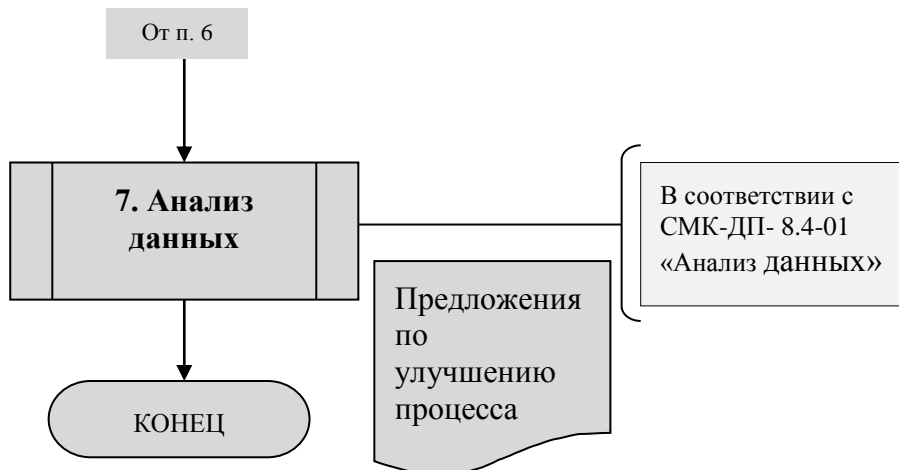 От п. 6
7. Анализ
данных
В соответствии с
СМК-ДП- 8.4-01
«Анализ данных»
Предложения
по
улучшению
процесса
КОНЕЦ